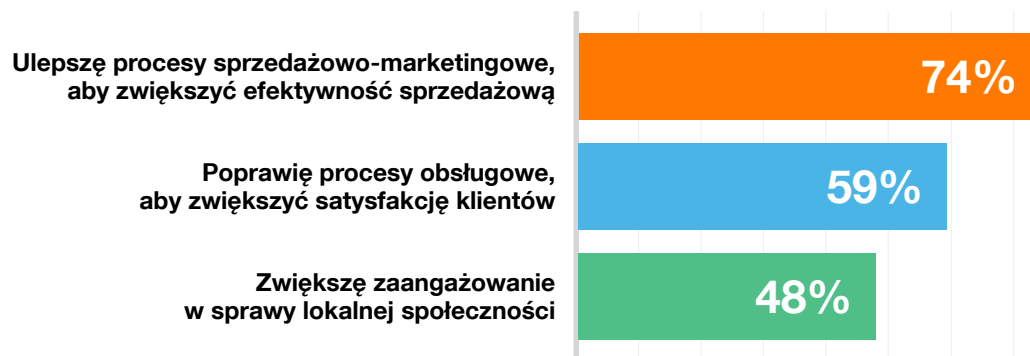 Ulepszę procesy sprzedażowo-marketingowe,
aby zwiększyć efektywność sprzedażową
74%
Poprawię procesy obsługowe,
aby zwiększyć satysfakcję klientów
59%
Zwiększę zaangażowanie
w sprawy lokalnej społeczności
48%